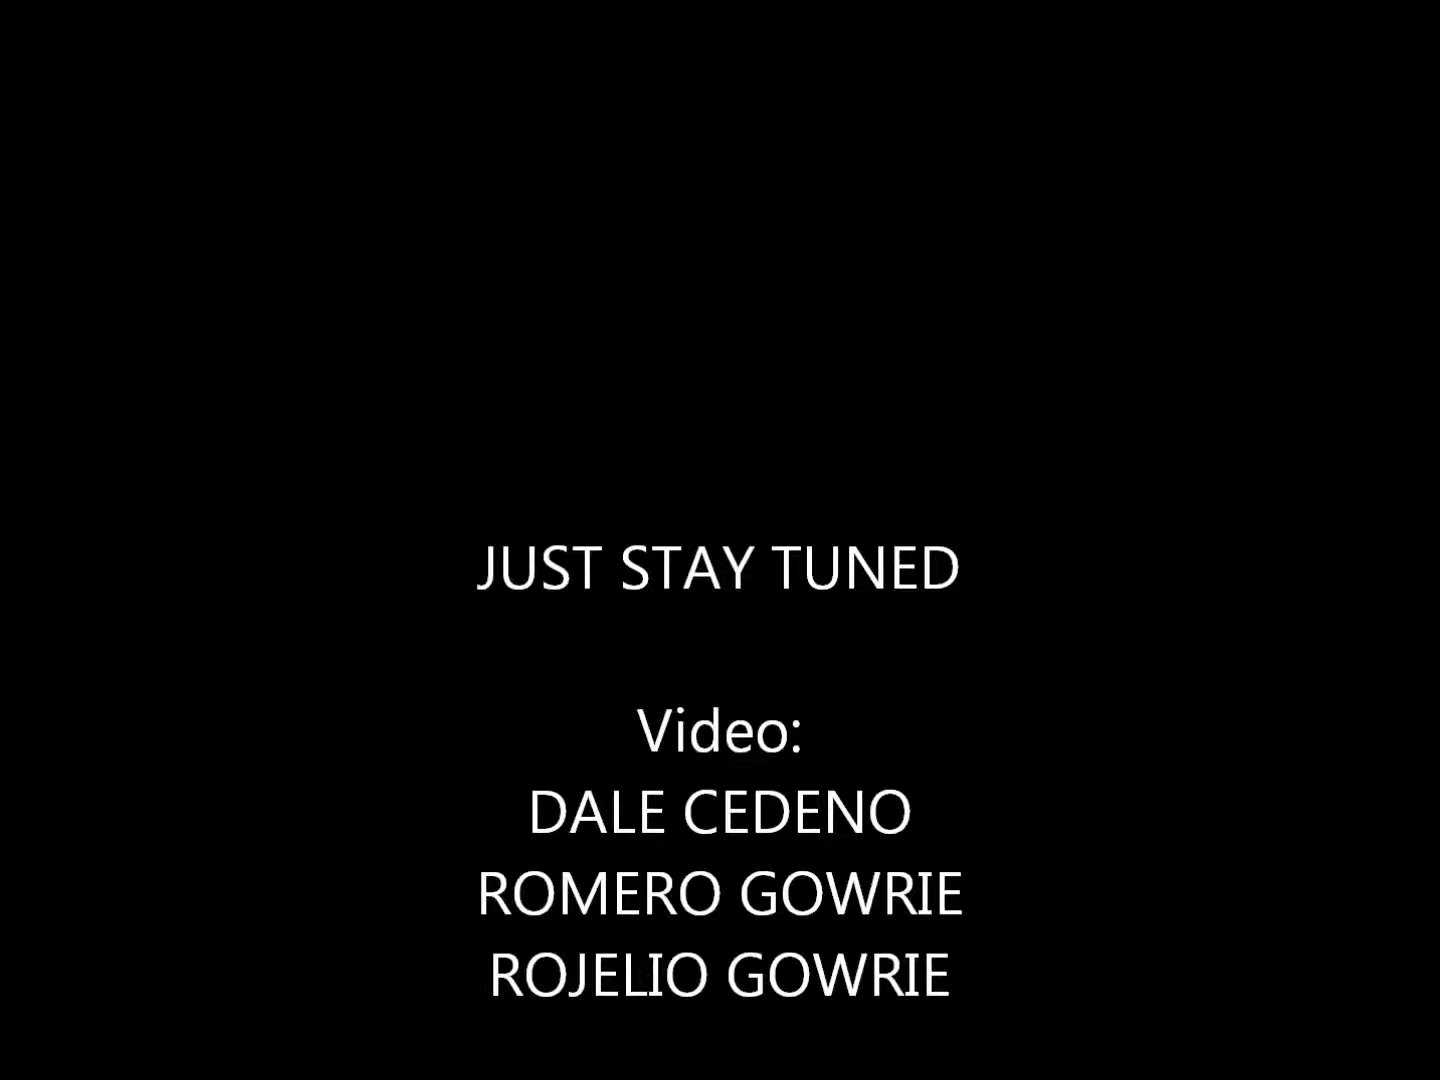 JUST STAY TUNED
Video:
DALE CEDENO
ROMERO GOWRIE
ROJELIO GOWRIE